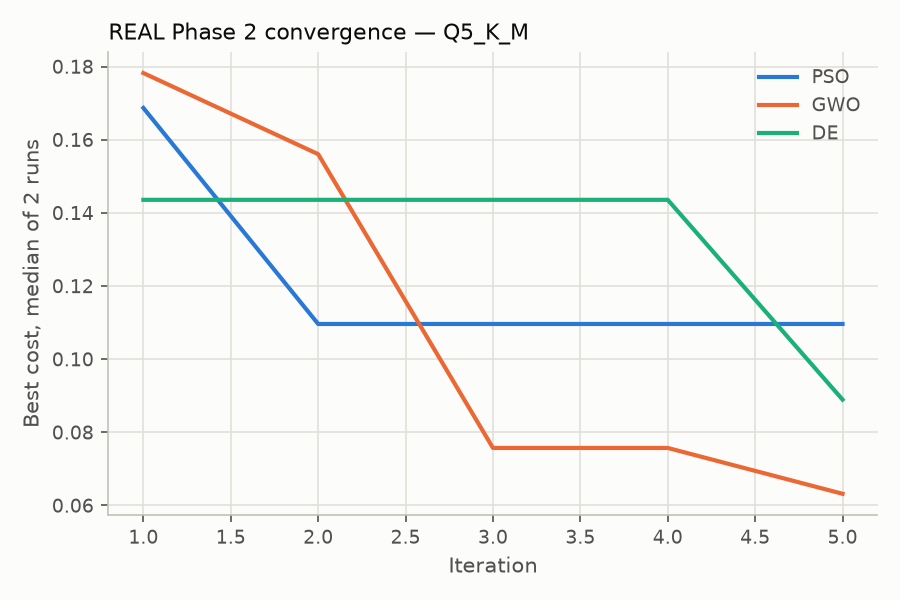 REAL Phase 2 convergence — Q5_K_M
PSO
GWO
DE
Best cost, median of 2 runs
0.18
0.16
0.14
0.12
0.10
0.08
0.06
1.0
1.5
2.0
2.5
3.0
3.5
4.0
4.5
5.0
Iteration